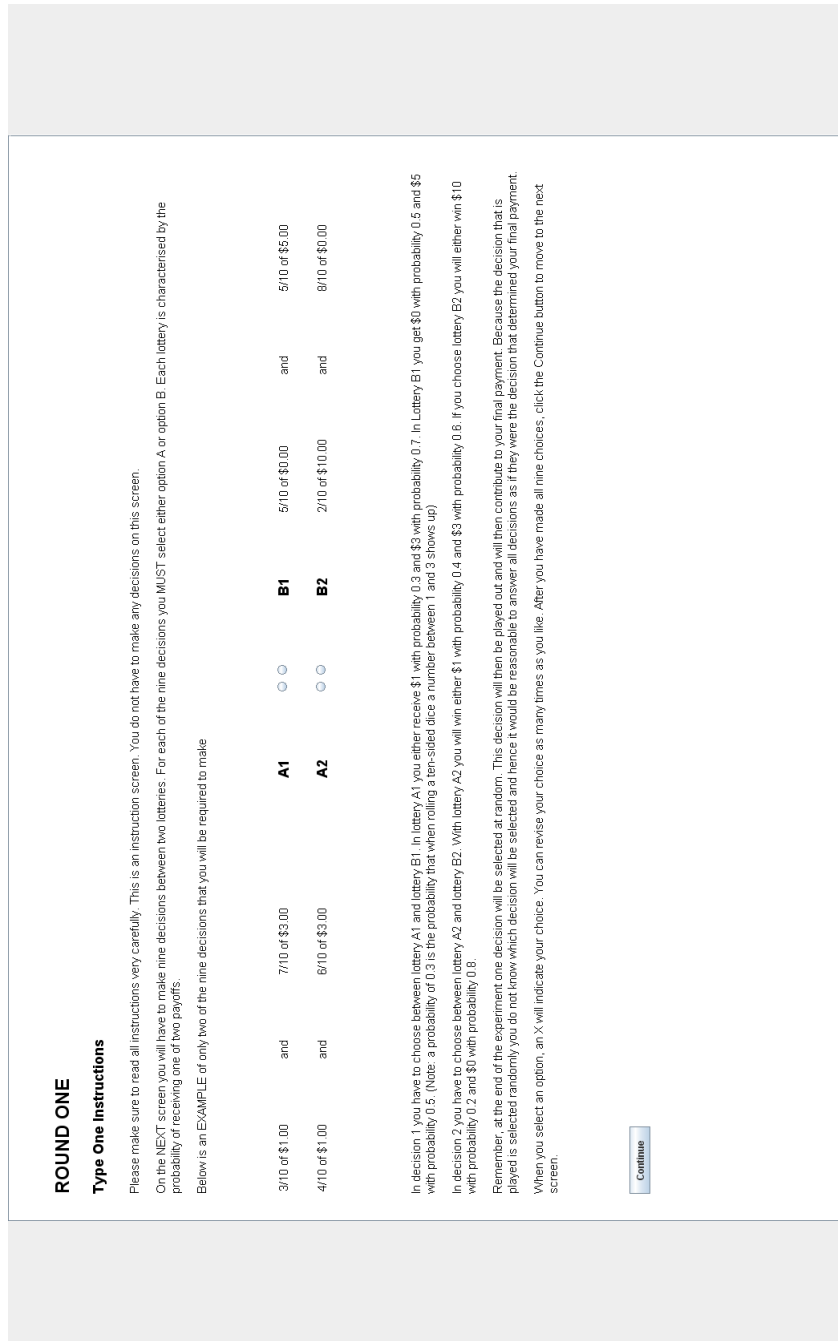 ROUND ONE
Type One Instructions
Please make sure to read all instructions very carefully. This is an instruction screen. You do not have to make any decisions on this screen.
On the NEXT screen you will have to make nine decisions between two lotteries. For each of the nine decisions you MUST select either option A or option B. Each lottery is characterised by the
probability of receiving one of two payoffs.
Below is an EXAMPLE of only two of the nine decisions that you will be required to make
3/10 of $1.00 and 7/10 of $3.00 A1 B1 5/10 of $0.00 and 5/10 of $5.00
4/10 of $1.00 and 6/10 of $3.00 A2 B2 2/10 of $10.00 and 8/10 of $0.00
In decision 1 you have to choose between lottery A1 and lottery B1. In lottery A1 you either receive $1 with probability 0.3 and $3 with probability 0.7. In Lottery B1 you get $0 with probability 0.5 and $5
with probability 0.5. (Note: a probability of 0.3 is the probability that when rolling a ten-sided dice a number between 1 and 3 shows up)
In decision 2 you have to choose between lottery A2 and lottery B2. With lottery A2 you will win either $1 with probability 0.4 and $3 with probability 0.6. If you choose lottery B2 you will either win $10
with probability 0.2 and $0 with probability 0.8.
Remember, at the end of the experiment one decision will be selected at random. This decision will then be played out and will then contribute to your final payment. Because the decision that is
played is selected randomly you do not know which decision will be selected and hence it would be reasonable to answer all decisions as if they were the decision that determined your final payment.
When you select an option, an X will indicate your choice. You can revise your choice as many times as you like. After you have made all nine choices, click the Continue button to move to the next
screen.
Continue